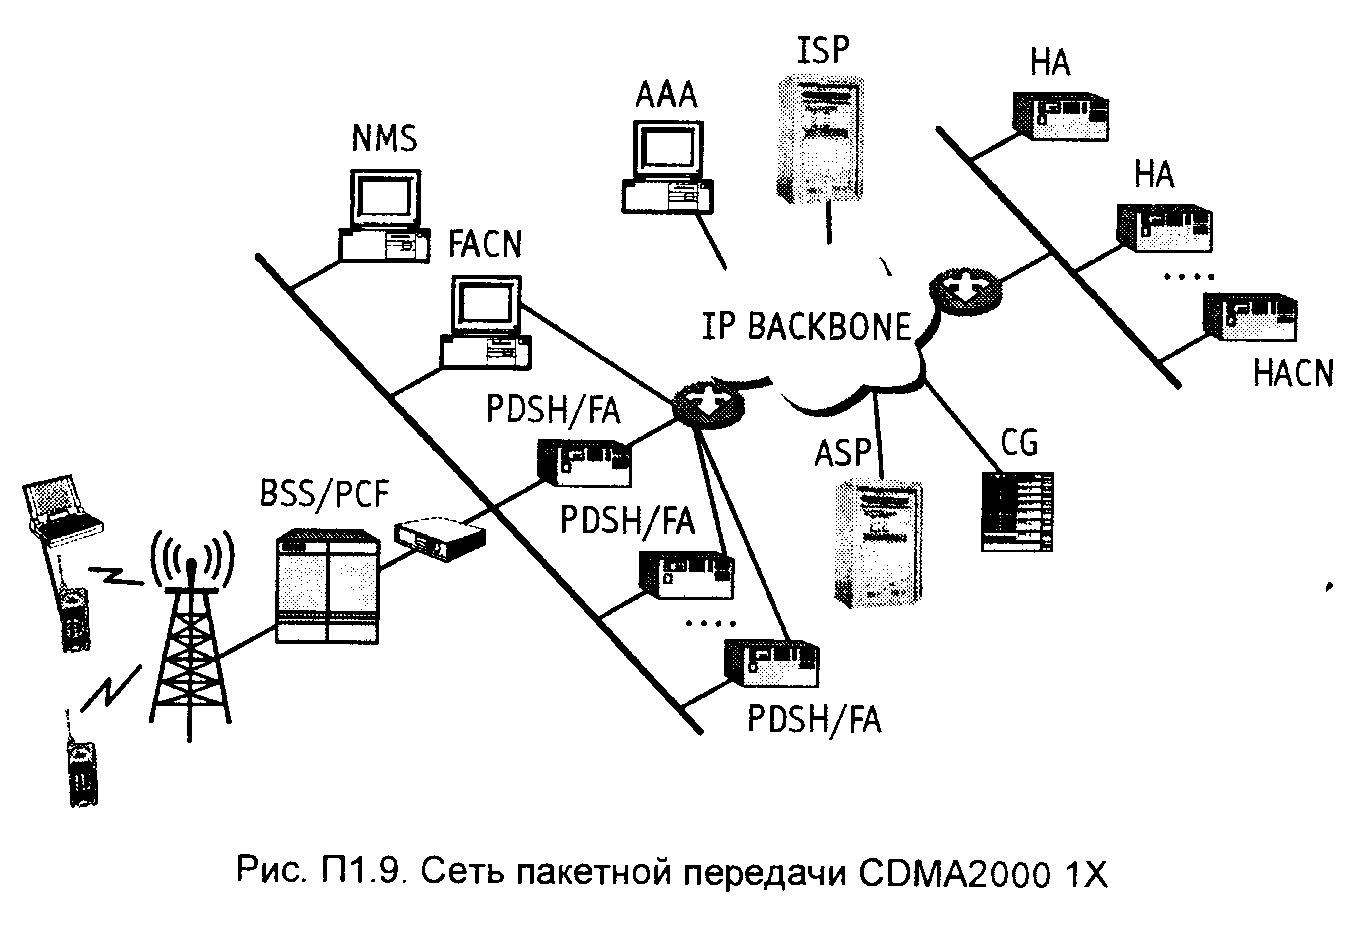 ISP
HA
AAA
NMS
HA
FACN
IP BACKBONE
HACN
PDSH/FA
ASP
CG
BSS/PCF
PDSH/FA
PDSH/FA
Рис. П1.9. Сеть пакетной передачи CDMA2000 1X